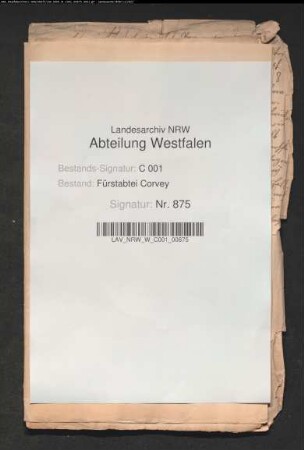 Landesarchiv NRW
Abteilung Westfalen
Bestands-Signatur: C 001
Bestand: Fürstabtei Corvey
Signatur: Nr. 875
LAV_NRW_W_C001_00875